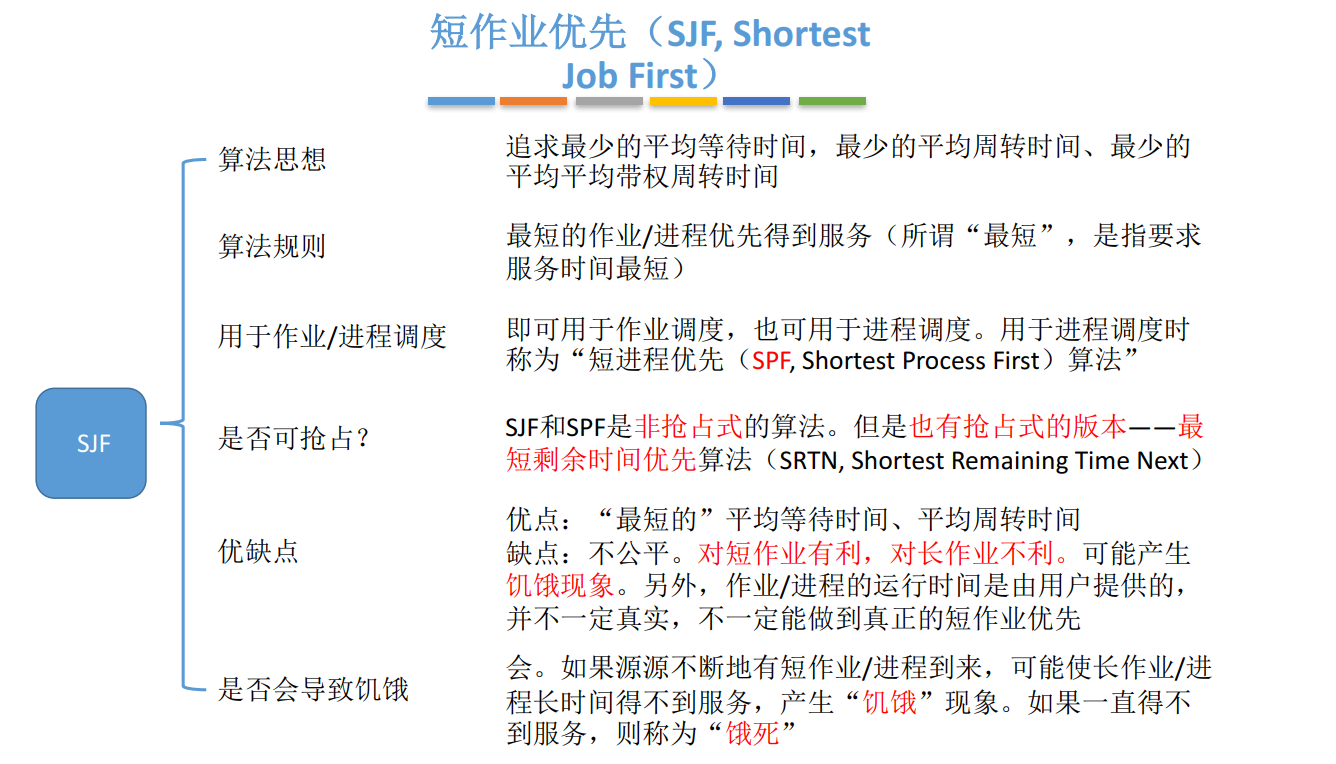 短作业优先（SJF, Shortest
Job First）
算法思想
追求最少的平均等待时间，最少的平均周转时间、最少的
平均平均带权周转时间
算法规则
最短的作业/进程优先得到服务（所谓“最短”，是指要求
服务时间最短）
用于作业/进程调度
即可用于作业调度，也可用于进程调度。用于进程调度时
称为“短进程优先（SPF, Shortest Process First）算法”
SJF
是否可抢占？
SJF和SPF是非抢占式的算法。但是也有抢占式的版本——最
短剩余时间优先算法（SRTN, Shortest Remaining Time Next）
优缺点
优点：“最短的”平均等待时间、平均周转时间
缺点：不公平。对短作业有利，对长作业不利。可能产生
饥饿现象。另外，作业/进程的运行时间是由用户提供的，
并不一定真实，不一定能做到真正的短作业优先
是否会导致饥饿
会。如果源源不断地有短作业/进程到来，可能使长作业/进
程长时间得不到服务，产生“饥饿”现象。如果一直得不
到服务，则称为“饿死”